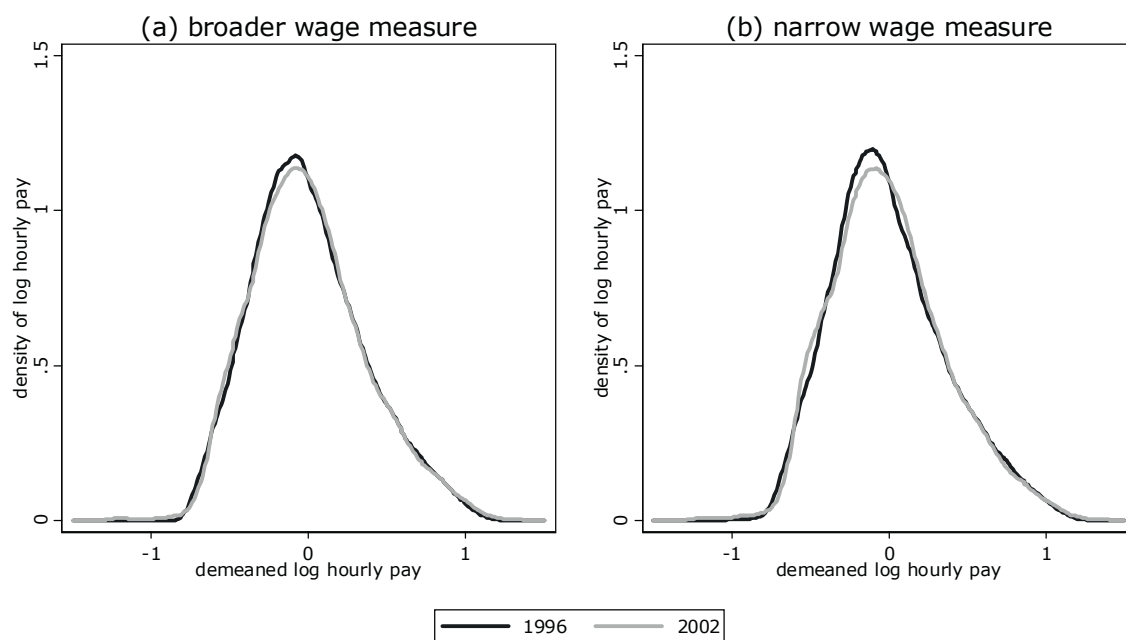 (a) broader wage measure
density of log hourly pay
1.5
1
.5
0
-1 0 1
demeaned log hourly pay
(b) narrow wage measure
density of log hourly pay
1.5
1
.5
0
-1 0 1
demeaned log hourly pay
1996 2002